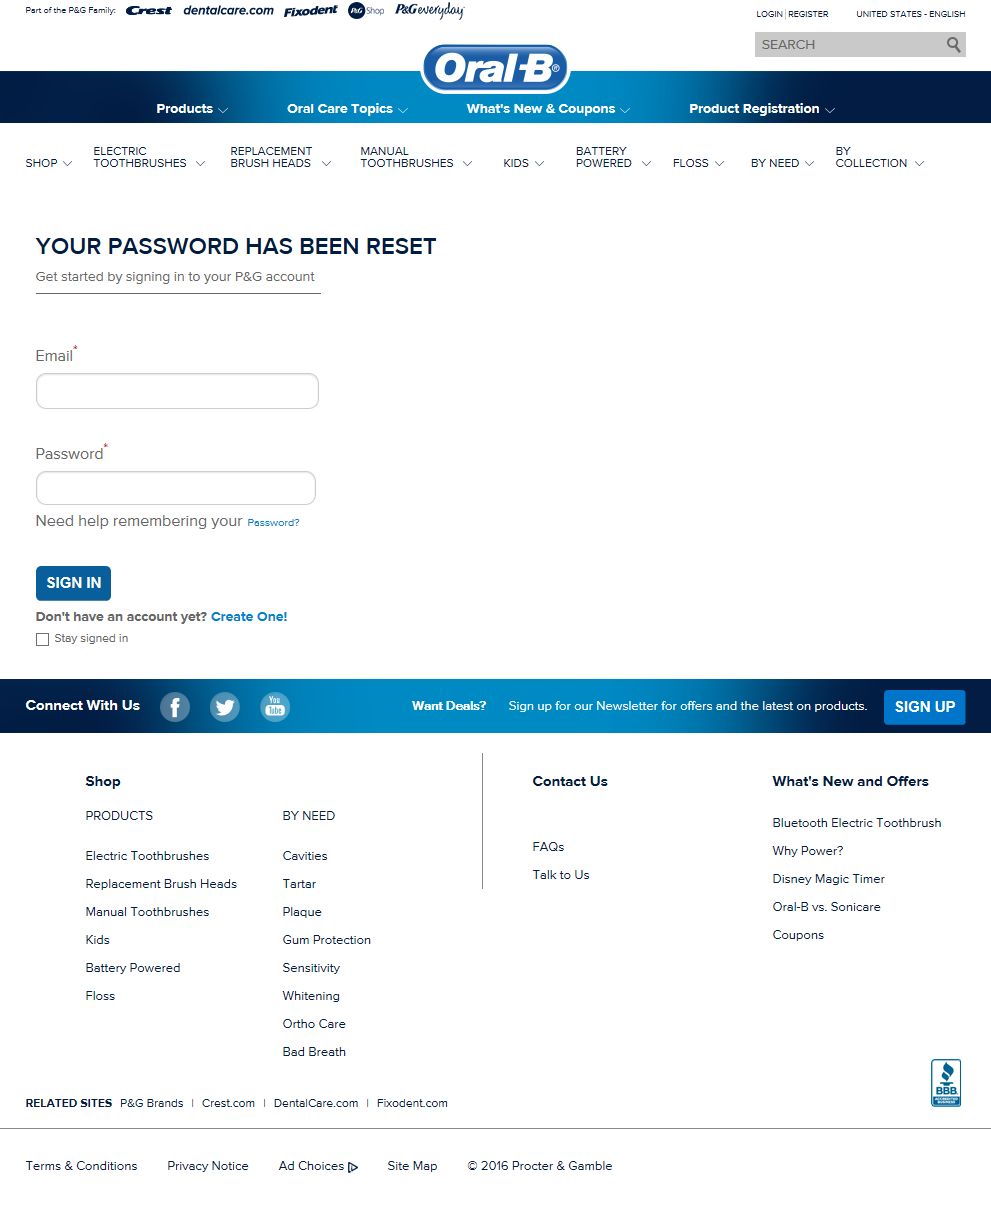 Part of the P&G Family: Crest dentalcare.com Fixodent P&G Shop P&G everyday
LOGIN | REGISTER UNITED STATES - ENGLISH
SEARCH
Oral-B®
Products Oral Care Topics What's New & Coupons Product Registration
SHOP
ELECTRIC
TOOTHBRUSHES
REPLACEMENT
BRUSH HEADS
MANUAL
TOOTHBRUSHES
KIDS
BATTERY
POWERED
FLOSS
BY NEED
BY
COLLECTION
YOUR PASSWORD HAS BEEN RESET
Get started by signing in to your P&G account
Email*
Password*
Need help remembering your Password?
SIGN IN
Don't have an account yet? Create One!
Stay signed in
Connect With Us
You
Tube
Want Deals? Sign up for our Newsletter for offers and the latest on products. SIGN UP
Shop
PRODUCTS
Electric Toothbrushes
Replacement Brush Heads
Manual Toothbrushes
Kids
Battery Powered
Floss
BY NEED
Cavities
Tartar
Plaque
Gum Protection
Sensitivity
Whitening
Ortho Care
Bad Breath
Contact Us
FAQs
Talk to Us
What's New and Offers
Bluetooth Electric Toothbrush
Why Power?
Disney Magic Timer
Oral-B vs. Sonicare
Coupons
BBB
ACCREDITED
BUSINESS
RELATED SITES P&G Brands | Crest.com | DentalCare.com | Fixodent.com
Terms & Conditions Privacy Notice Ad Choices Site Map © 2016 Procter & Gamble